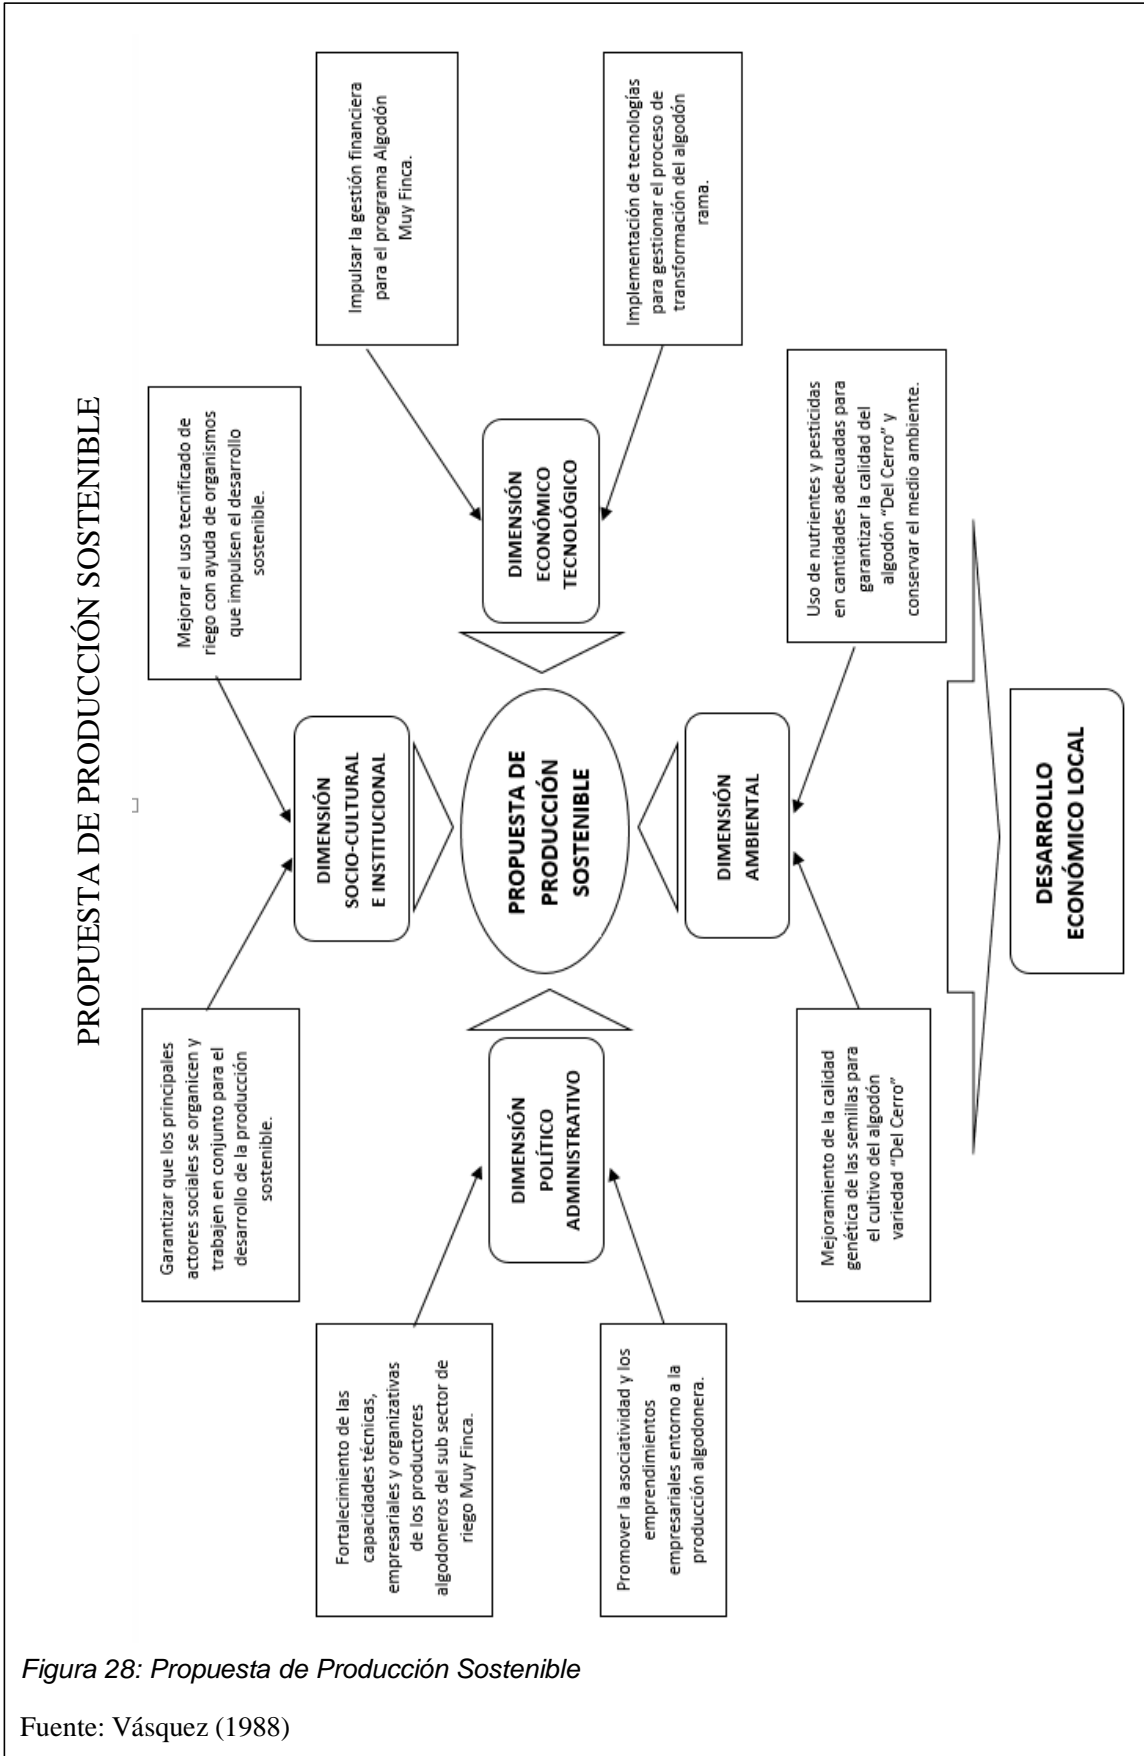 PROPUESTA DE PRODUCCIÓN SOSTENIBLE
Garantizar que los principales
actores sociales se organicen y
trabajen en conjunto para el
desarrollo de la producción
sostenible.
Mejorar el uso tecnificado de
riego con ayuda de organismos
que impulsen el desarrollo
sostenible.
DIMENSIÓN
SOCIO-CULTURAL
E INSTITUCIONAL
Fortalecimiento de las
capacidades técnicas,
empresariales y organizativas
de los productores
algodoneros del sub sector de
riego Muy Finca.
Impulsar la gestión financiera
para el programa Algodón
Muy Finca.
DIMENSIÓN
POLÍTICO
ADMINISTRATIVO
PROPUESTA DE
PRODUCCIÓN
SOSTENIBLE
DIMENSIÓN
ECONÓMICO
TECNOLÓGICO
Promover la asociatividad y los
emprendimientos
empresariales entorno a la
producción algodonera.
Implementación de tecnologías
para gestionar el proceso de
transformación del algodón
rama.
DIMENSIÓN
AMBIENTAL
Mejoramiento de la calidad
genética de las semillas para
el cultivo del algodón
variedad “Del Cerro”
Uso de nutrientes y pesticidas
en cantidades adecuadas para
garantizar la calidad del
algodón “Del Cerro” y
conservar el medio ambiente.
DESARROLLO
ECONÓMICO LOCAL
Figura 28: Propuesta de Producción Sostenible
Fuente: Vásquez (1988)